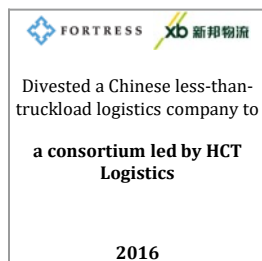 FORTRESS xb 新邦物流
Divested a Chinese less-than-
truckload logistics company to
a consortium led by HCT
Logistics
2016